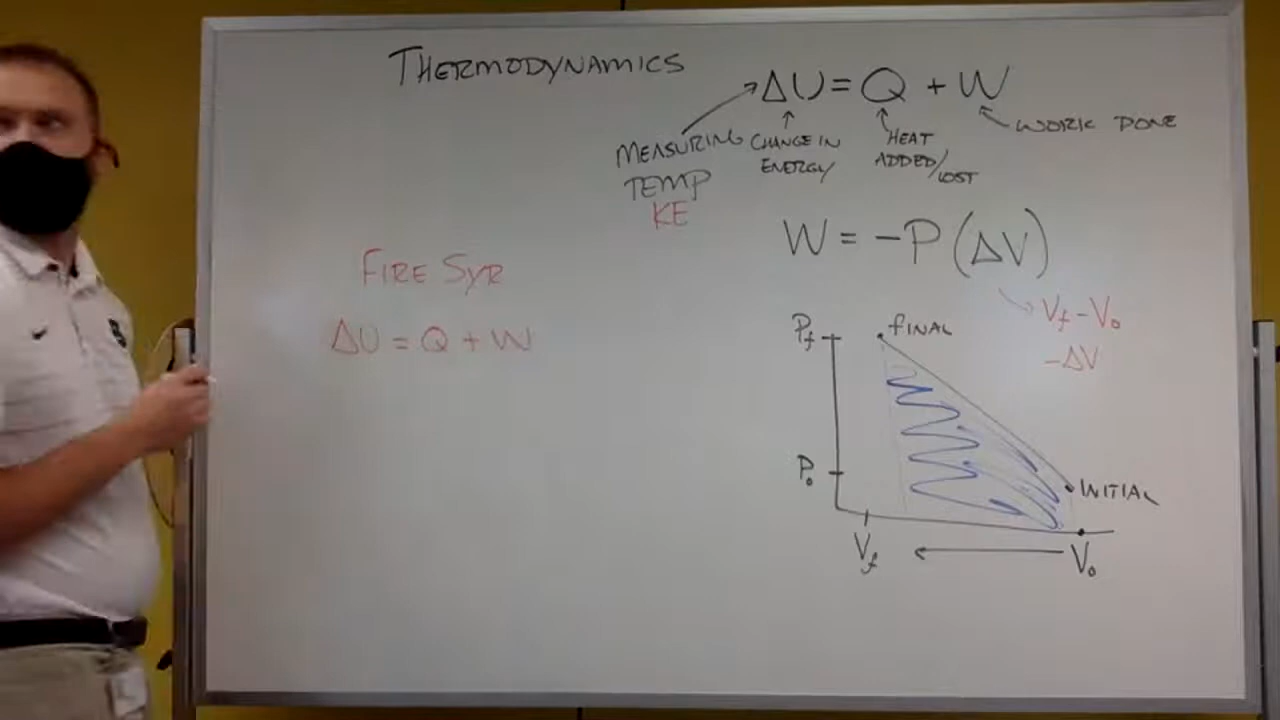 THERMODYNAMICS
ΔU = Q + W
MEASURING TEMP
KE
CHANGE IN ENERGY
HEAT ADDED/LOST
WORK DONE
W = -P(ΔV)
Vf - Vo
-ΔV
FIRE SYR
ΔU = Q + W
Pf
FINAL
Po
INITIAL
Vf
Vo